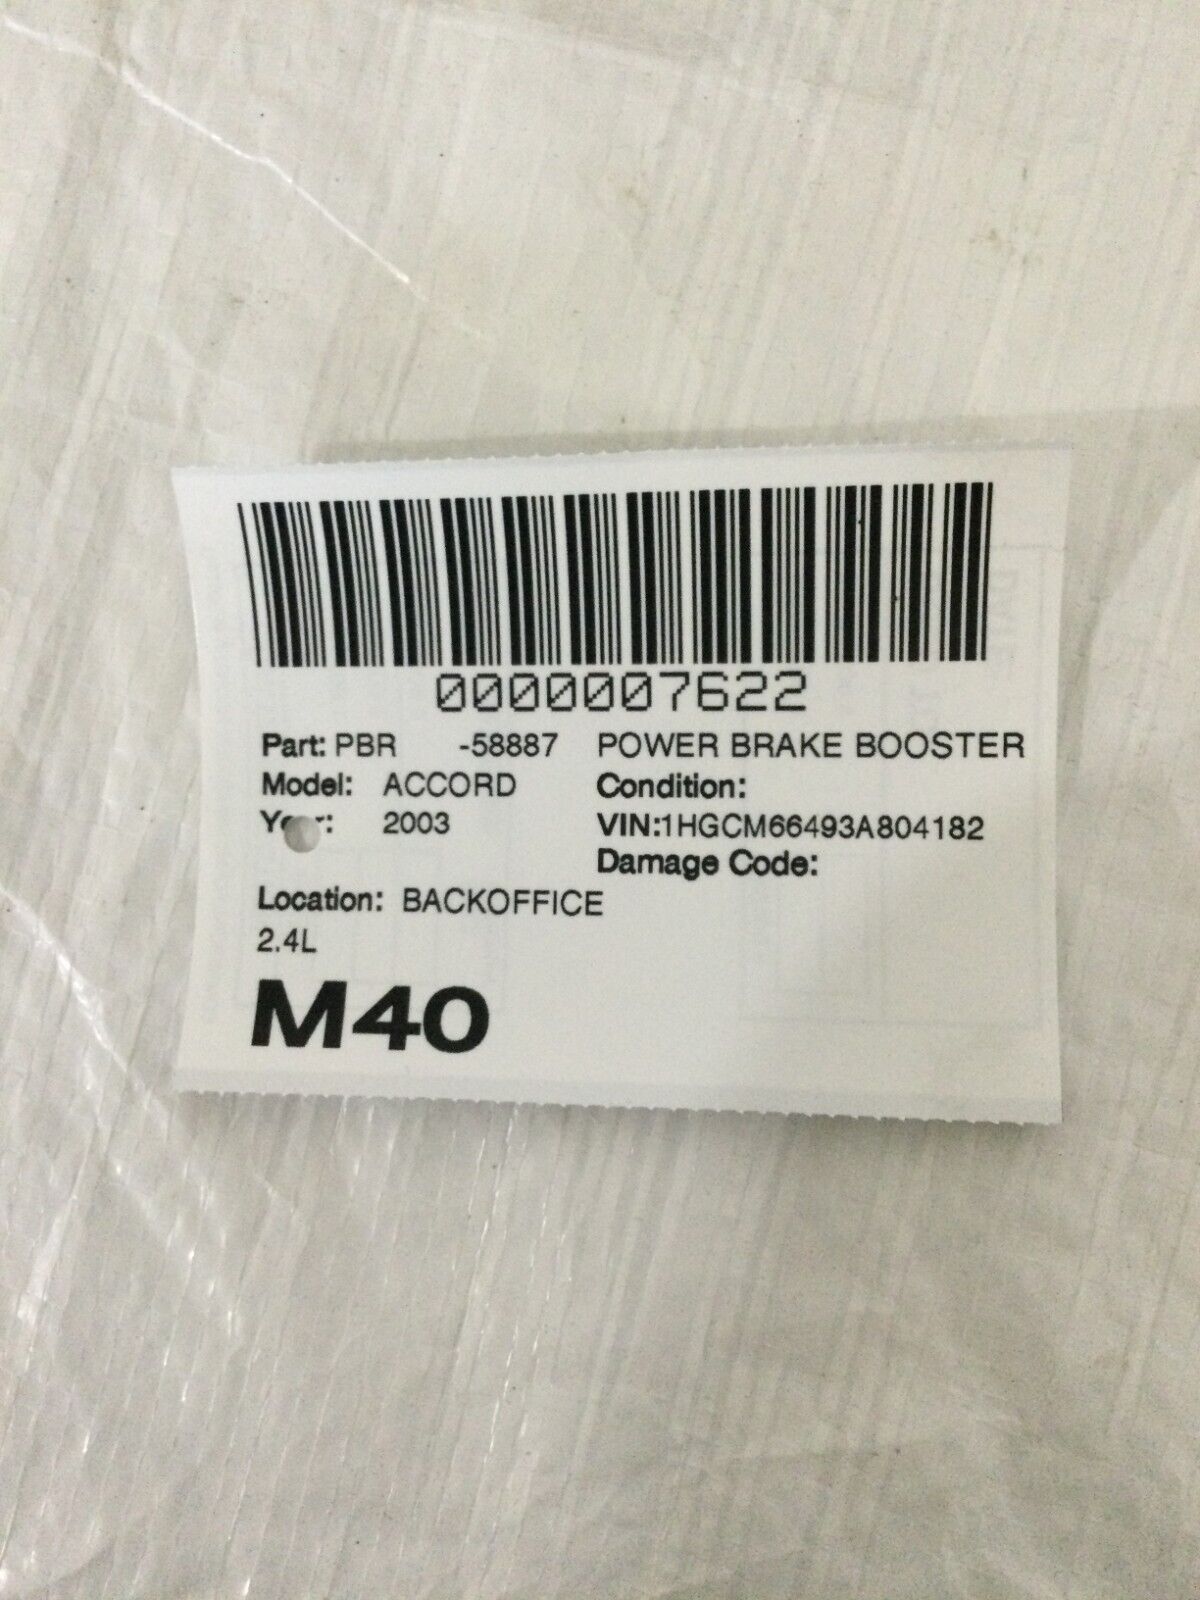 0000007622
Part: PBR -58887 POWER BRAKE BOOSTER
Model: ACCORD Condition:
2003 VIN:1HGCM66493A804182
Damage Code:
Location: BACKOFFICE
2.4L
M40